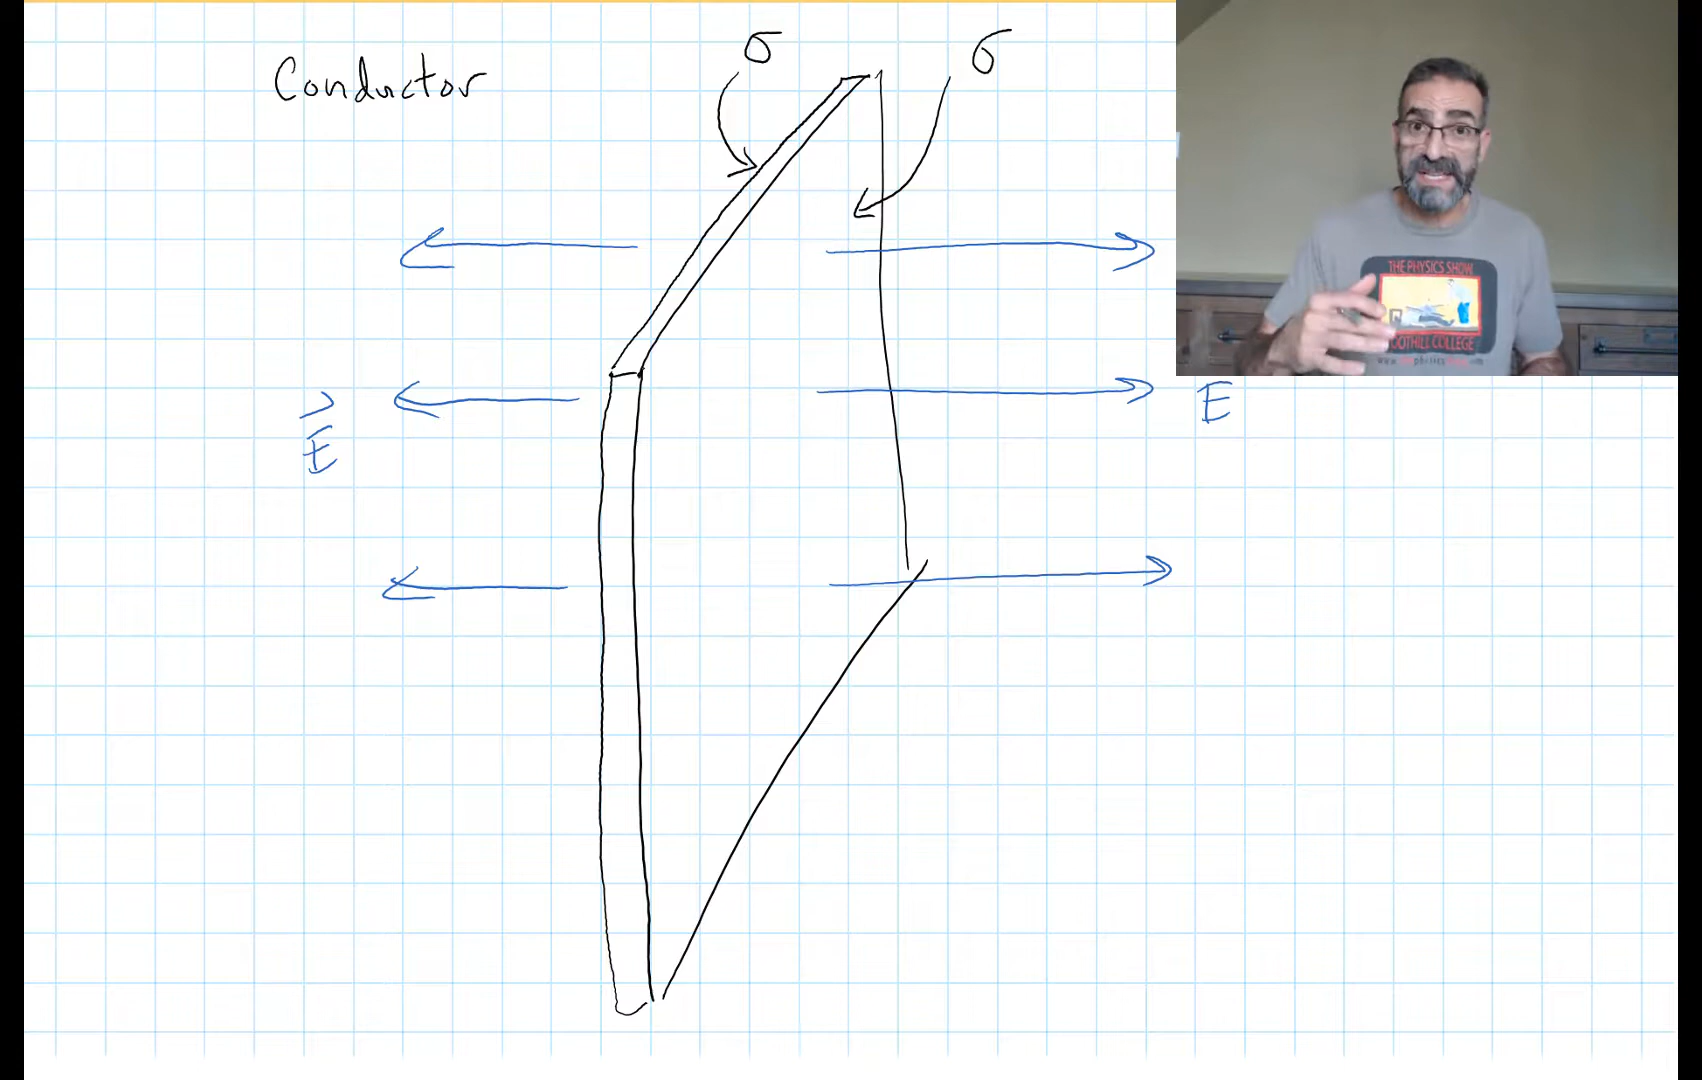 Conductor
σ
σ
E
E
THE PHYSICS SHOW
FOOTHILL COLLEGE